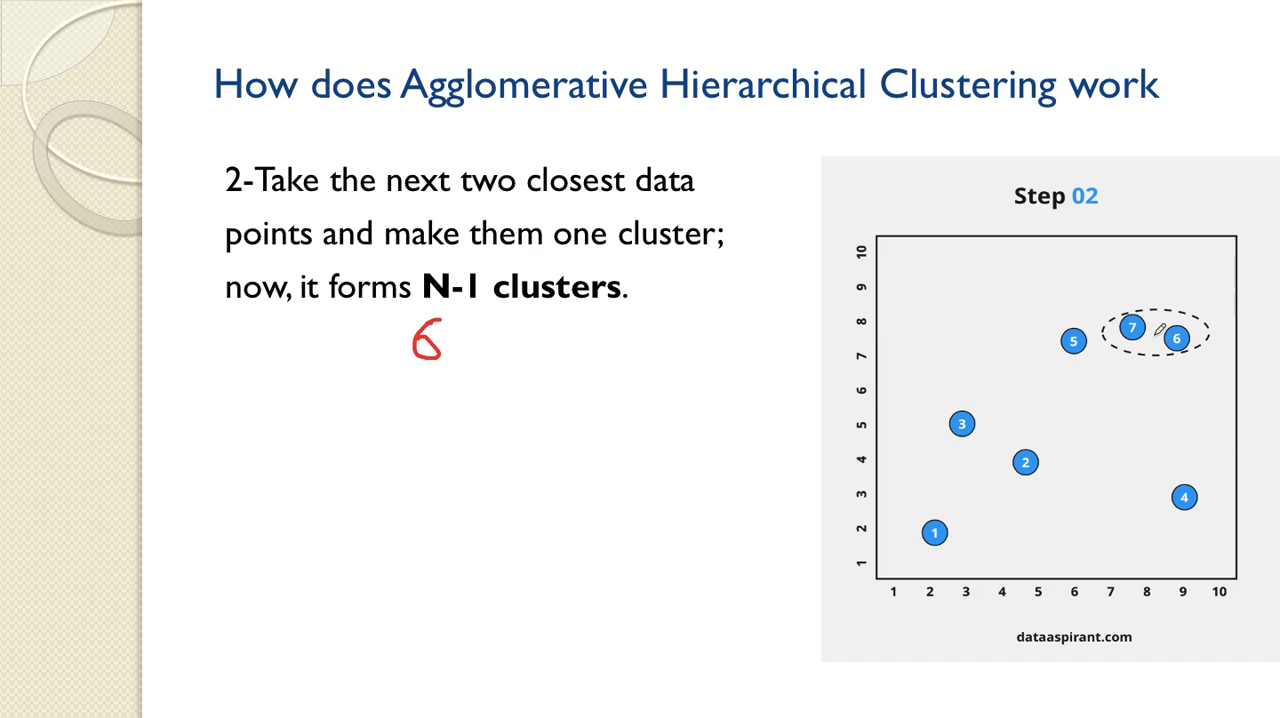 How does Agglomerative Hierarchical Clustering work
2-Take the next two closest data
points and make them one cluster;
now, it forms N-1 clusters.
6
Step 02
10
9
8
7
6
5
4
3
2
1
7
6
5
3
2
4
1
1 2 3 4 5 6 7 8 9 10
dataaspirant.com